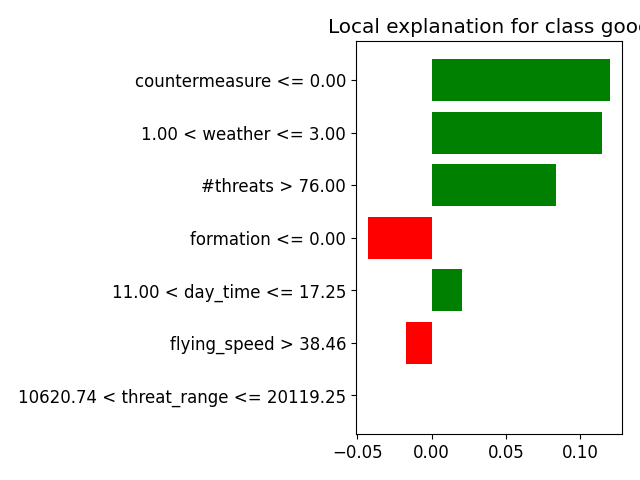 Local explanation for class good
countermeasure <= 0.00
1.00 < weather <= 3.00
#threats > 76.00
formation <= 0.00
11.00 < day_time <= 17.25
flying_speed > 38.46
10620.74 < threat_range <= 20119.25
−0.05 0.00 0.05 0.10